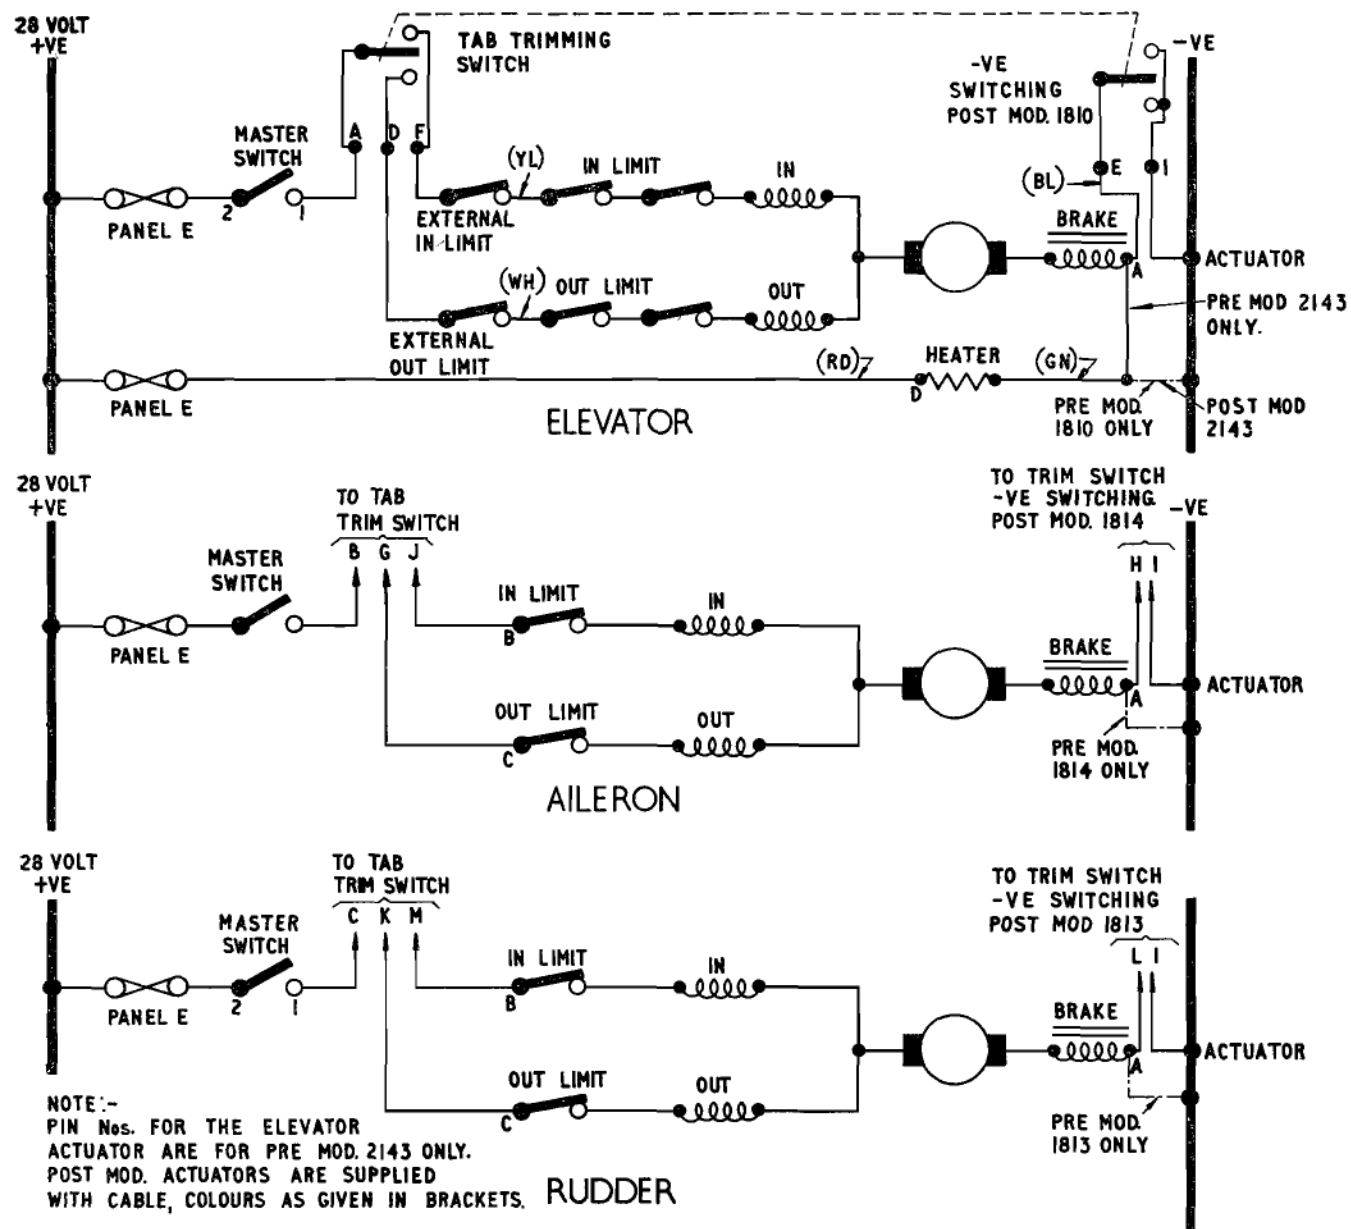 28 VOLT
+VE
TAB TRIMMING
SWITCH
-VE
SWITCHING
POST MOD. 1810
-VE
MASTER
SWITCH
A D F
2 1
PANEL E
EXTERNAL
IN LIMIT
(YL)
IN LIMIT
IN
(BL)
E I
BRAKE
A
ACTUATOR
(WH)
OUT LIMIT
OUT
EXTERNAL
OUT LIMIT
PRE MOD 2143
ONLY.
PANEL E
(RD)
HEATER
D
(GN)
PRE MOD.
1810 ONLY
POST MOD
2143
ELEVATOR
28 VOLT
+VE
TO TAB
TRIM SWITCH
B G J
TO TRIM SWITCH
-VE SWITCHING
POST MOD. 1814
-VE
H I
MASTER
SWITCH
PANEL E
IN LIMIT
B
IN
BRAKE
A
ACTUATOR
OUT LIMIT
C
OUT
PRE MOD.
1814 ONLY
AILERON
28 VOLT
+VE
TO TAB
TRIM SWITCH
C K M
TO TRIM SWITCH
-VE SWITCHING
POST MOD 1813
L I
MASTER
SWITCH
2 1
PANEL E
IN LIMIT
B
IN
BRAKE
A
ACTUATOR
OUT LIMIT
C
OUT
PRE MOD.
1813 ONLY
NOTE:-
PIN Nos. FOR THE ELEVATOR
ACTUATOR ARE FOR PRE MOD. 2143 ONLY.
POST MOD. ACTUATORS ARE SUPPLIED
WITH CABLE, COLOURS AS GIVEN IN BRACKETS.
RUDDER